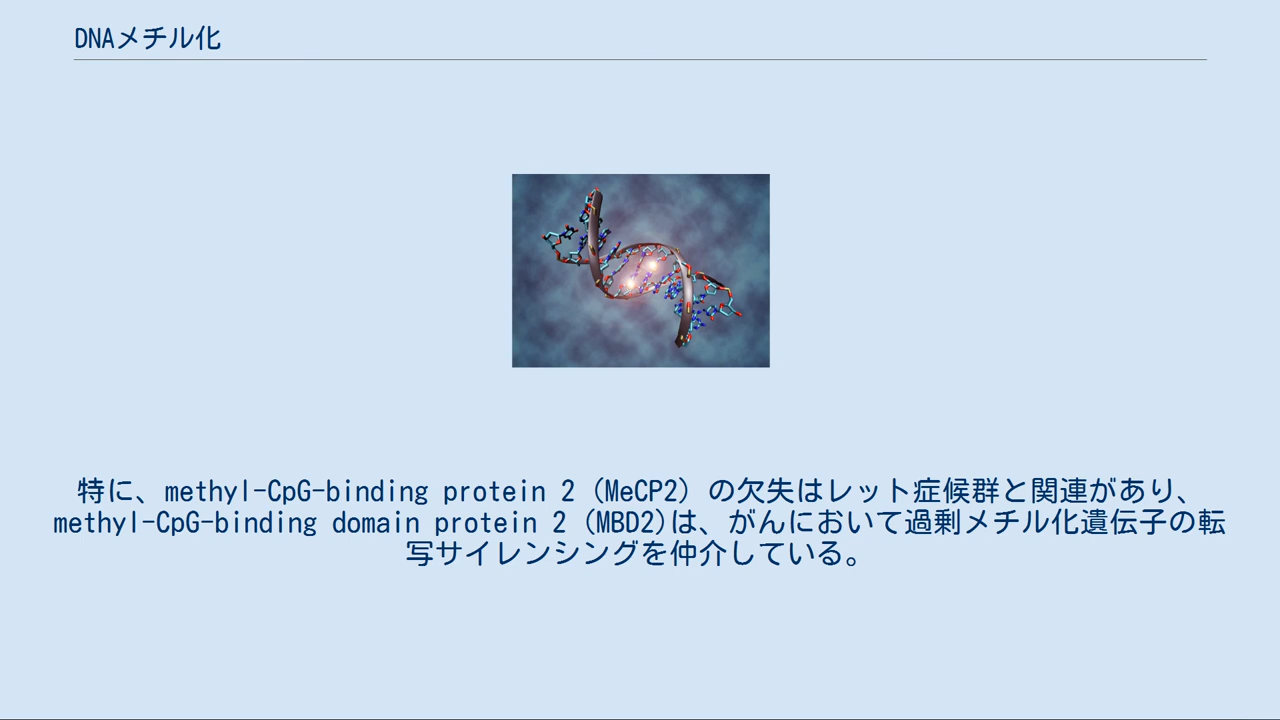 DNAメチル化
特に、methyl-CpG-binding protein 2 (MeCP2) の欠失はレット症候群と関連があり、
methyl-CpG-binding domain protein 2 (MBD2)は、がんにおいて過剰メチル化遺伝子の転
写サイレンシングを仲介している。